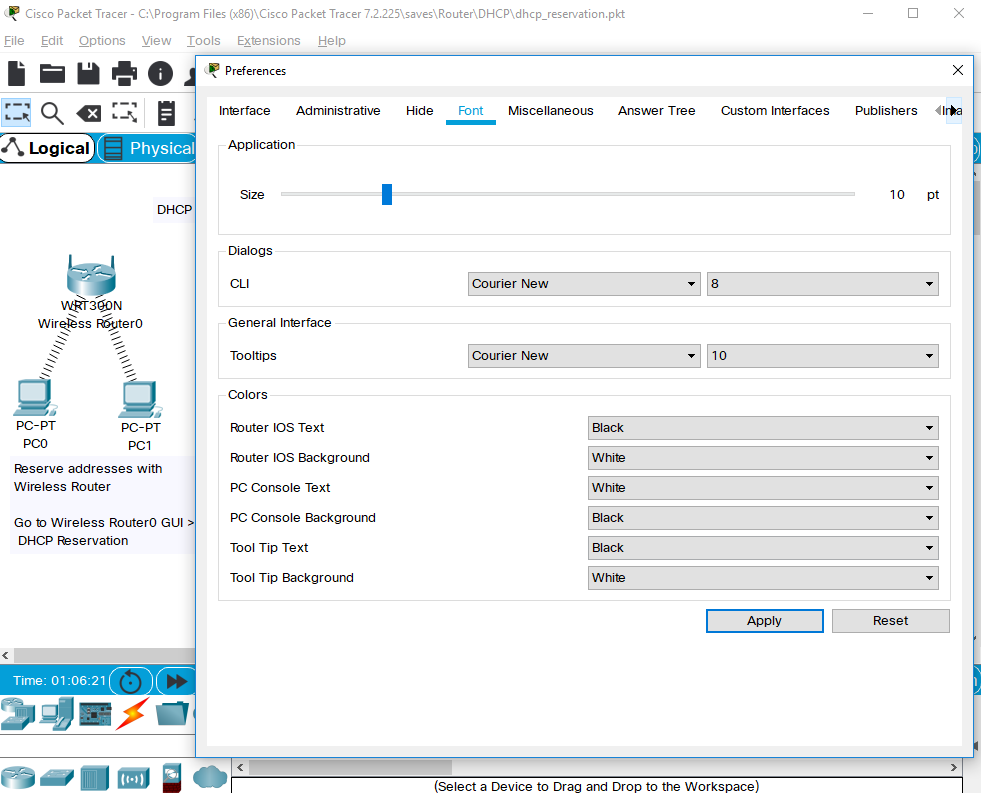 Cisco Packet Tracer - C:\Program Files (x86)\Cisco Packet Tracer 7.2.225\saves\Router\DHCP\dhcp_reservation.pkt
File Edit Options View Tools Extensions Help
Preferences
Interface Administrative Hide Font Miscellaneous Answer Tree Custom Interfaces Publishers
Logical Physical
Application
Size 10 pt
DHCP
Dialogs
CLI Courier New 8
WRT300N
Wireless Router0
General Interface
Tooltips Courier New 10
PC-PT
PC0
PC-PT
PC1
Reserve addresses with
Wireless Router
Go to Wireless Router0 GUI >
DHCP Reservation
Colors
Router IOS Text Black
Router IOS Background White
PC Console Text White
PC Console Background Black
Tool Tip Text Black
Tool Tip Background White
Apply Reset
Time: 01:06:21
(Select a Device to Drag and Drop to the Workspace)